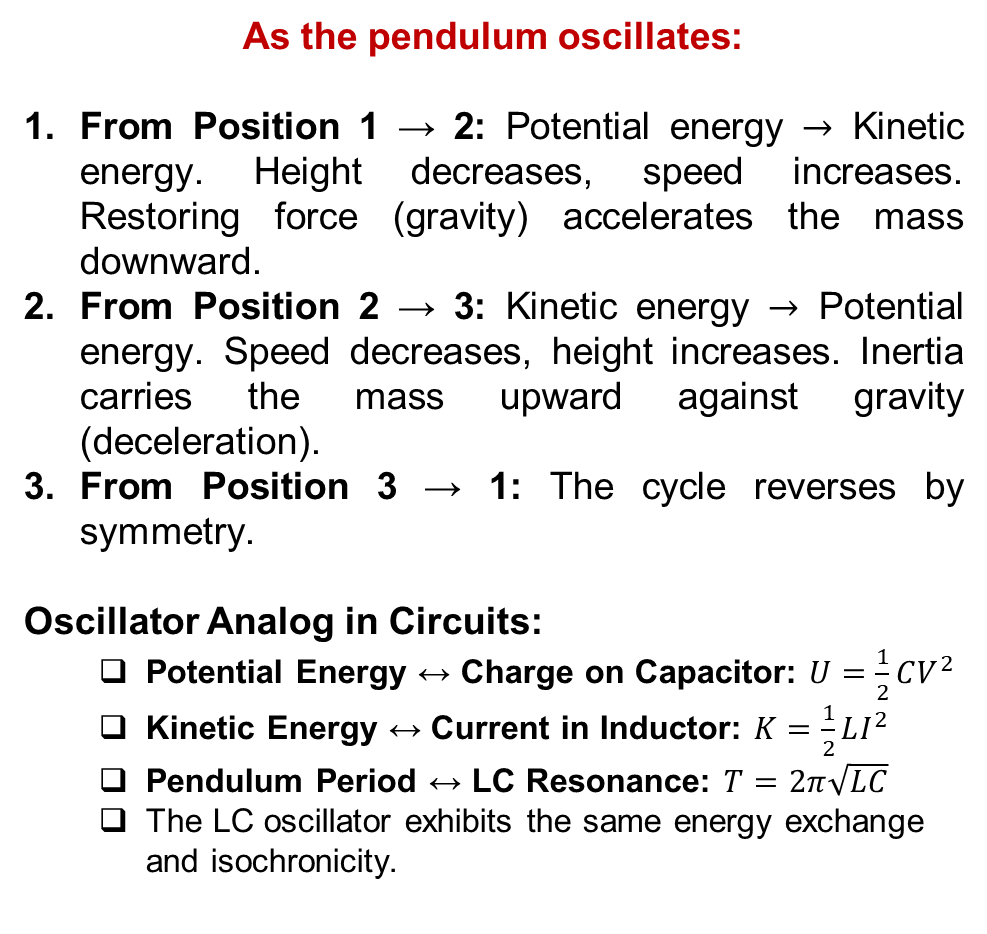 As the pendulum oscillates:
1. From Position 1 → 2: Potential energy → Kinetic
energy. Height decreases, speed increases.
Restoring force (gravity) accelerates the mass
downward.
2. From Position 2 → 3: Kinetic energy → Potential
energy. Speed decreases, height increases. Inertia
carries the mass upward against gravity
(deceleration).
3. From Position 3 → 1: The cycle reverses by
symmetry.
Oscillator Analog in Circuits:
❑ Potential Energy ↔ Charge on Capacitor: U = 1/2 CV²
❑ Kinetic Energy ↔ Current in Inductor: K = 1/2 LI²
❑ Pendulum Period ↔ LC Resonance: T = 2π√LC
❑ The LC oscillator exhibits the same energy exchange
and isochronicity.